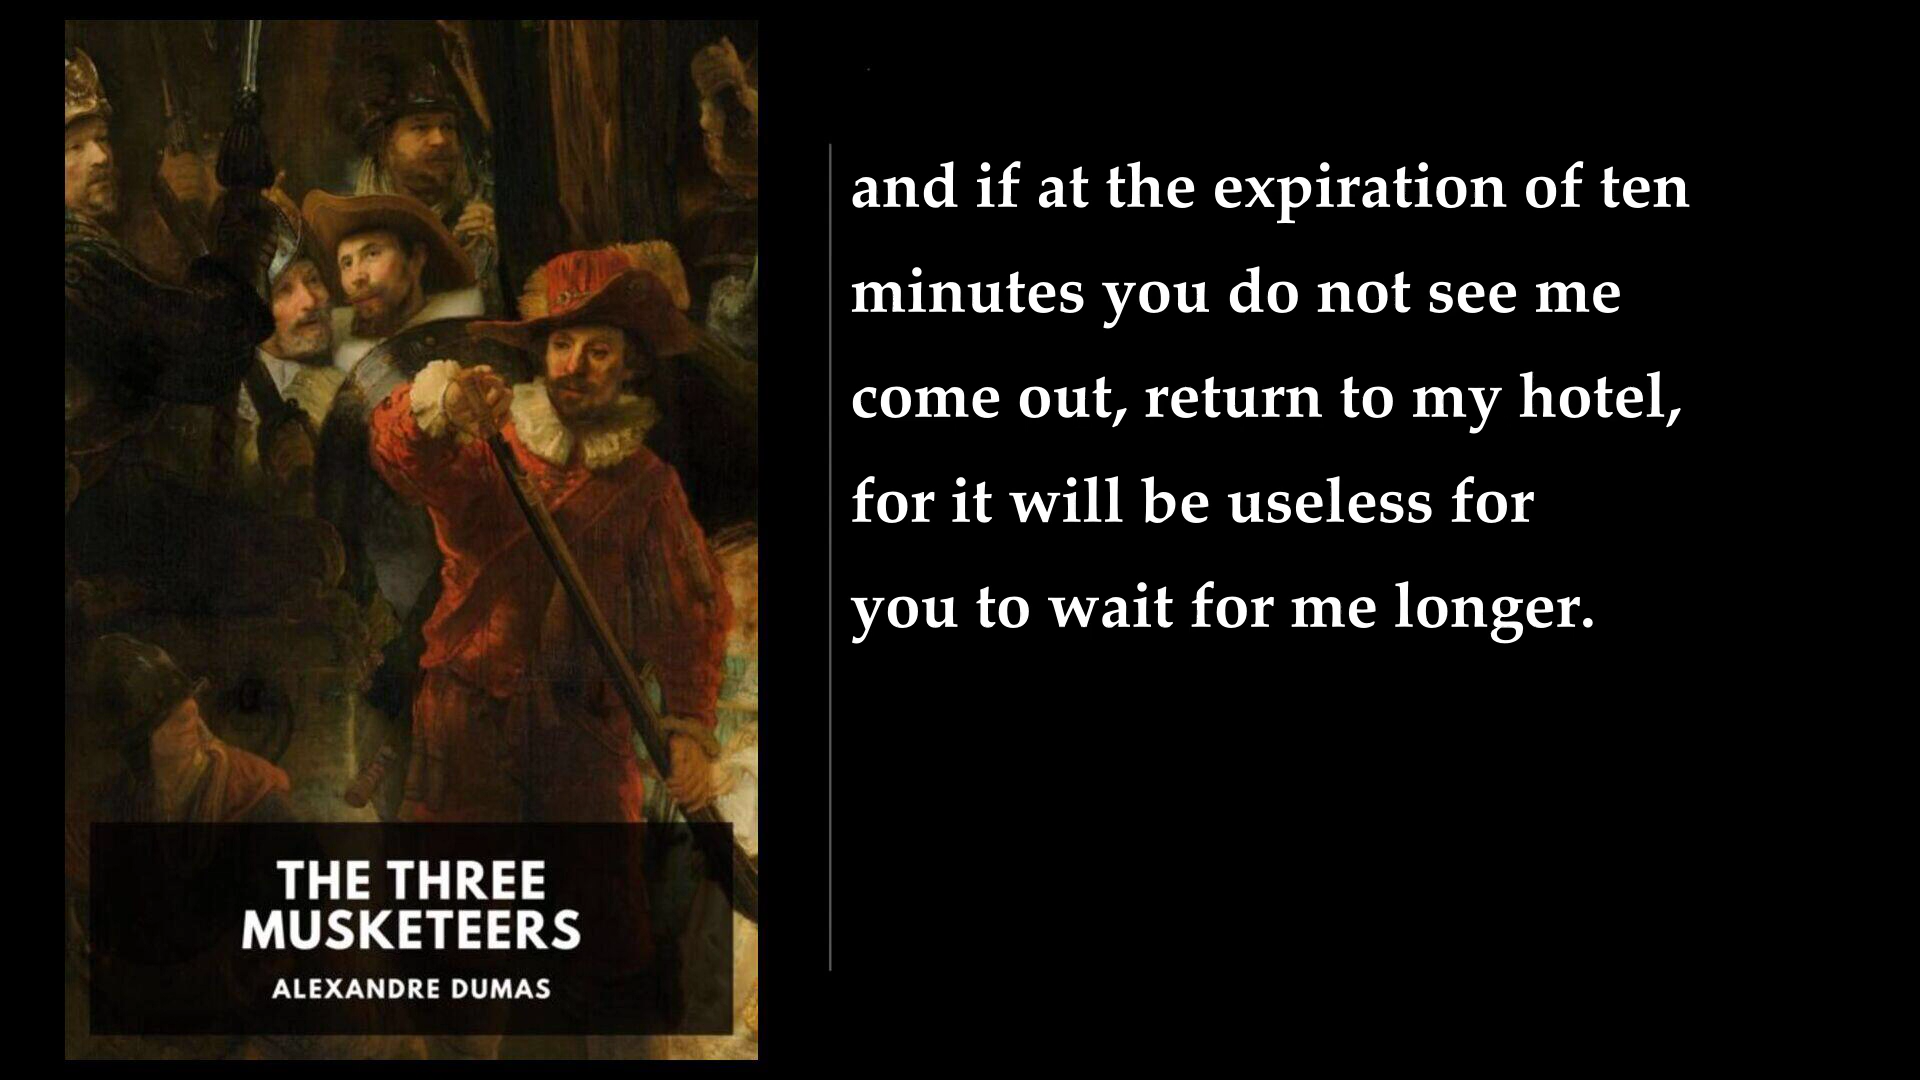 and if at the expiration of ten
minutes you do not see me
come out, return to my hotel,
for it will be useless for
you to wait for me longer.
THE THREE
MUSKETEERS
ALEXANDRE DUMAS